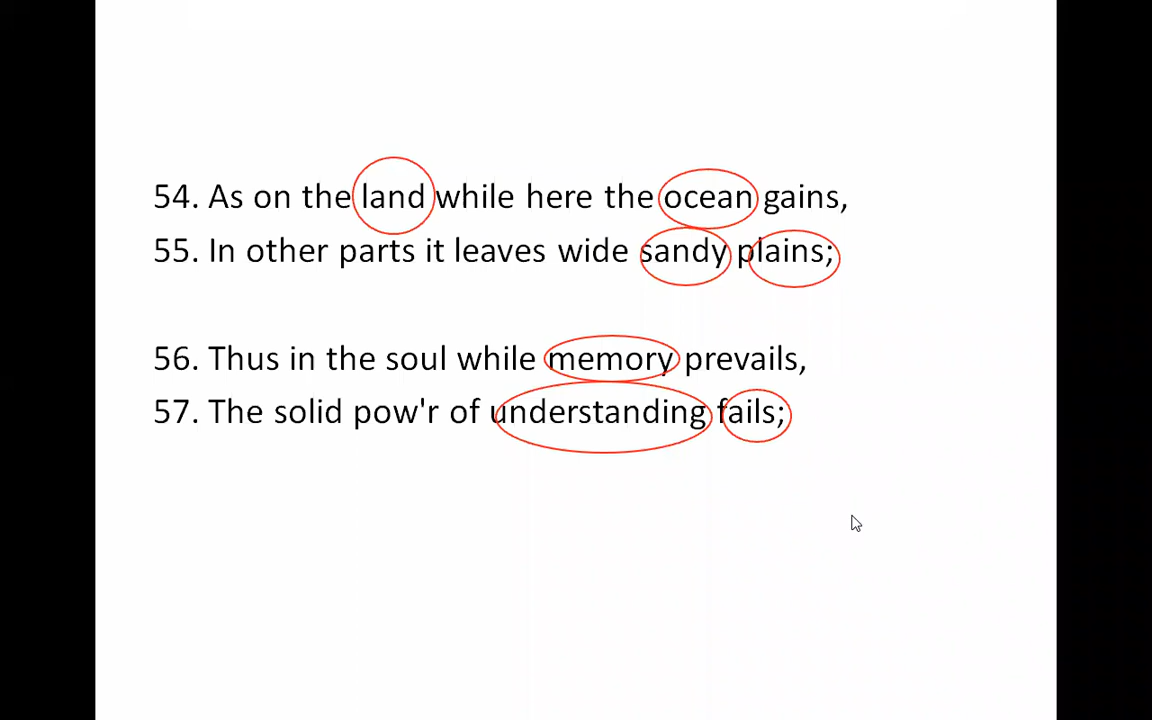 54. As on the land while here the ocean gains,
55. In other parts it leaves wide sandy plains;
56. Thus in the soul while memory prevails,
57. The solid pow'r of understanding fails;